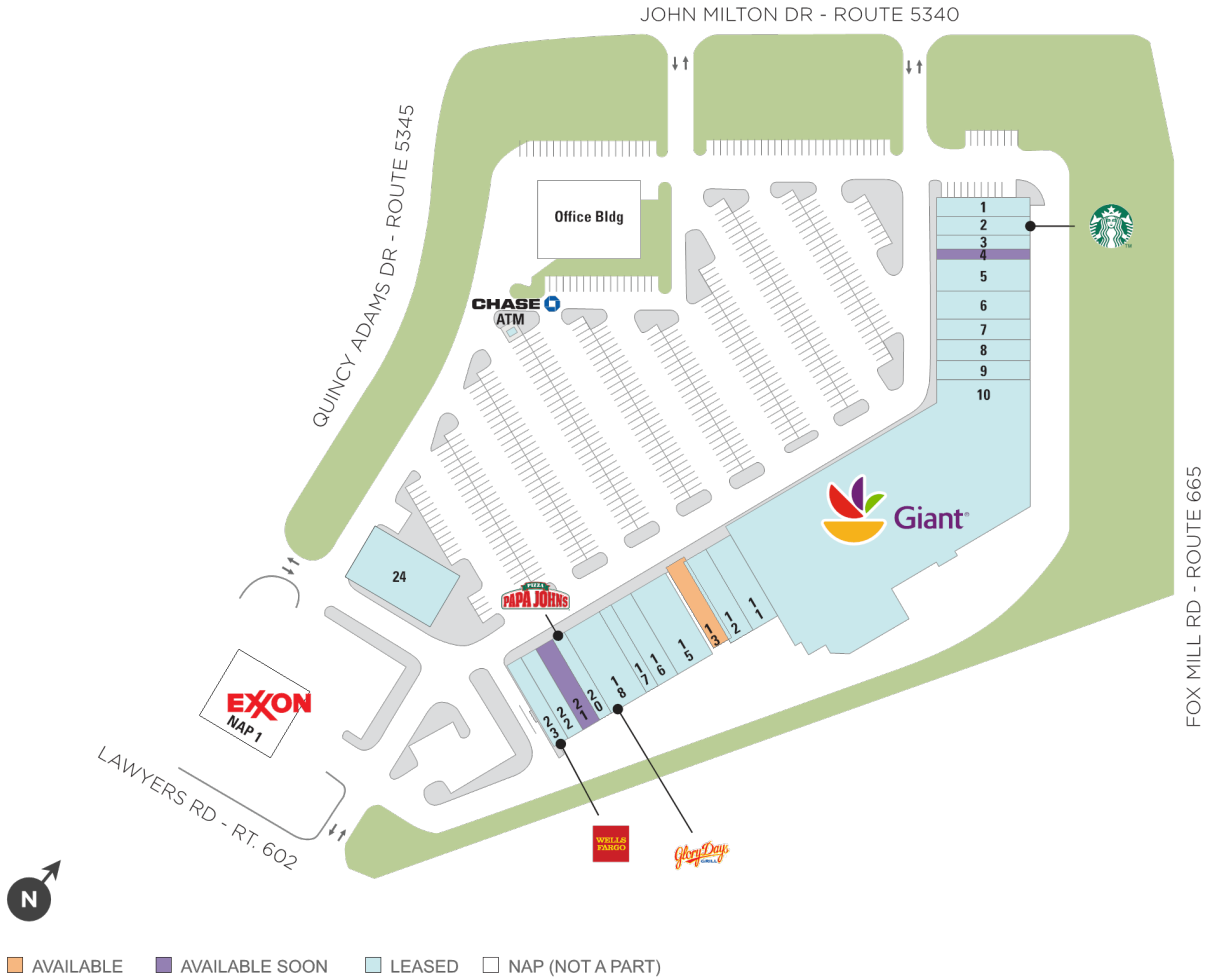 JOHN MILTON DR - ROUTE 5340
QUINCY ADAMS DR - ROUTE 5345
Office Bldg
1
2
3
4
5
6
7
8
9
10
TM
CHASE
ATM
Giant®
FOX MILL RD - ROUTE 665
24
PIZZA
PAPA JOHNS
11
12
13
15
16
17
18
20
21
22
23
EXXON
NAP 1
LAWYERS RD - RT. 602
WELLS
FARGO
Glory Days
GRILL
N
AVAILABLE
AVAILABLE SOON
LEASED
NAP (NOT A PART)